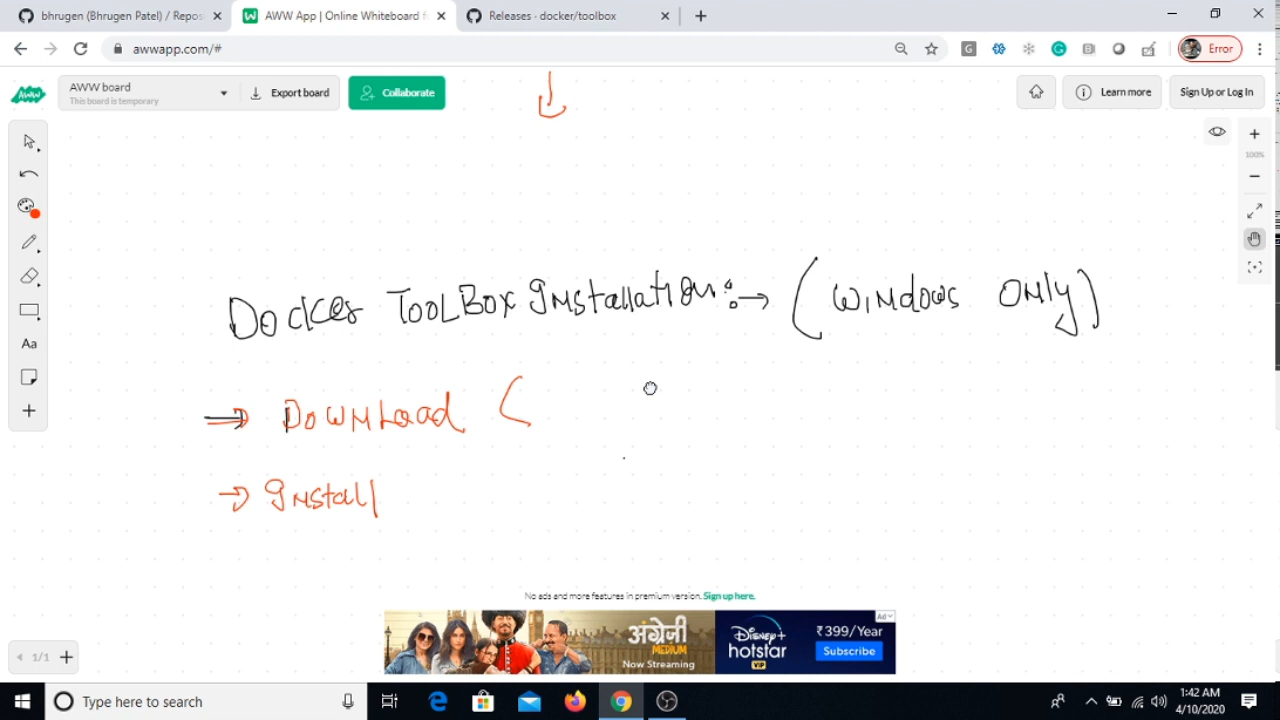 bhrugen (Bhrugen Patel) / Repos
AWW App | Online Whiteboard f
Releases · docker/toolbox
awwapp.com/#
Error
AWW board
This board is temporary
Export board
Collaborate
Learn more
Sign Up or Log In
100%
Docker ToolBox Installation: → (Windows Only)
⇒ Download (
→ Install
Aa
No ads and more features in premium version. Sign up here.
अंग्रेज़ी
MEDIUM
Now Streaming
Disney+
hotstar
VIP
₹399/Year
Subscribe
Ad
1/1
Type here to search
1:42 AM
4/10/2020